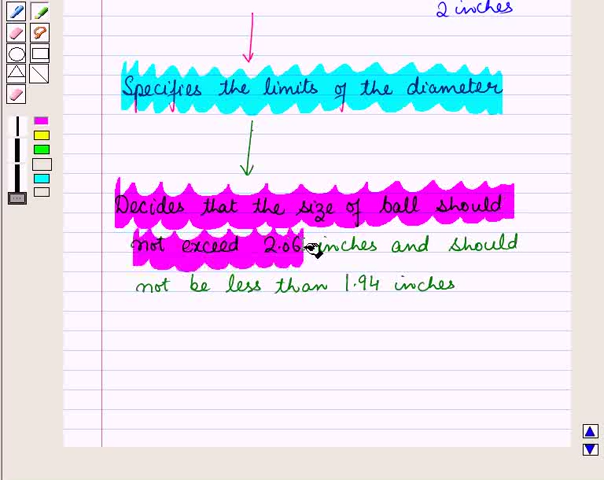 2 inches
Specifies the limits of the diameter
Decides that the size of ball should
not exceed 2.06 inches and should
not be less than 1.94 inches